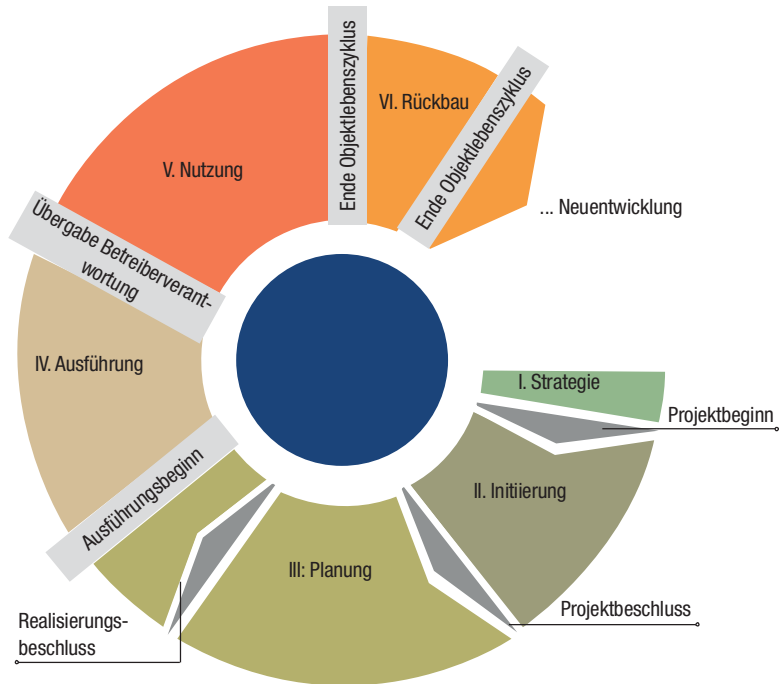 I. Strategie
Projektbeginn
II. Initiierung
Projektbeschluss
III: Planung
Realisierungs-
beschluss
Ausführungsbeginn
IV. Ausführung
Übergabe Betreiberverant-
wortung
V. Nutzung
Ende Objektlebenszyklus
VI. Rückbau
Ende Objektlebenszyklus
... Neuentwicklung